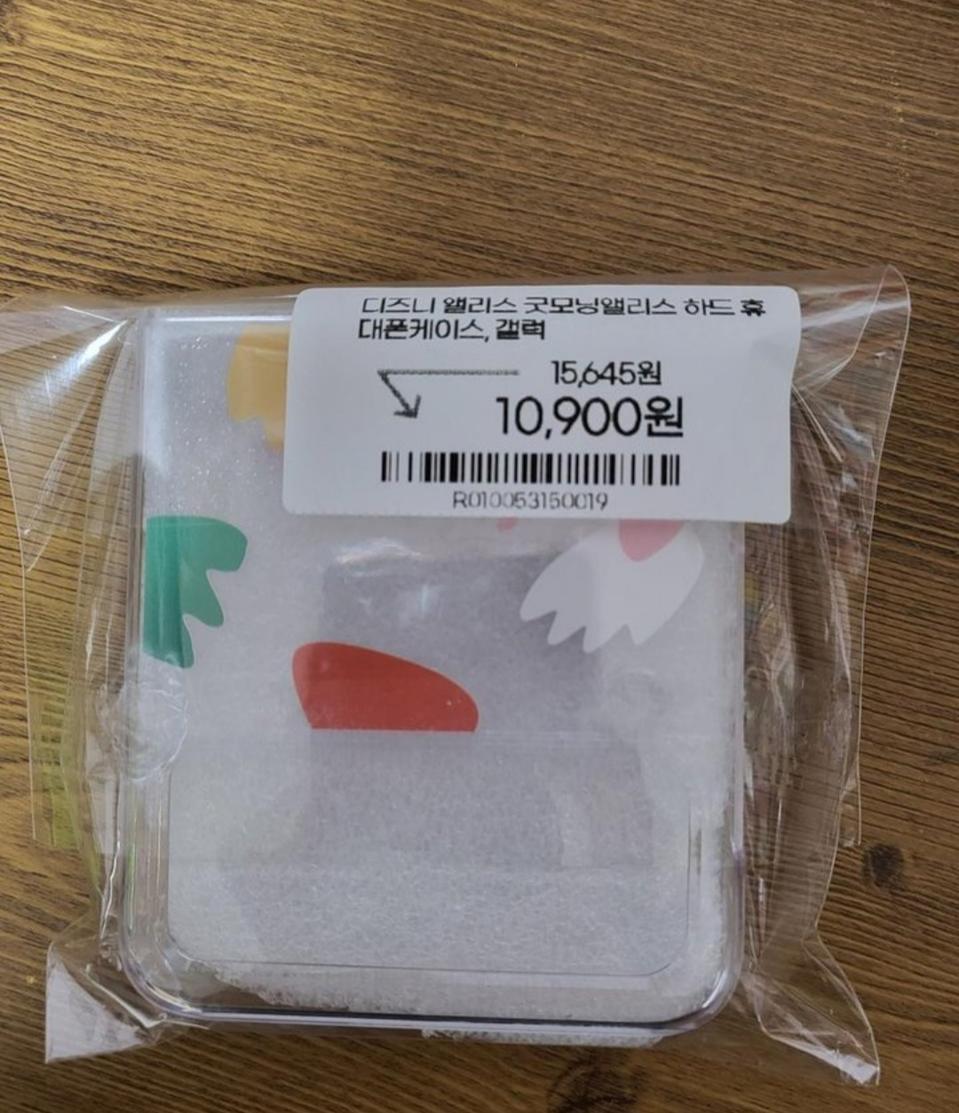 디즈니 앨리스 굿모닝앨리스 하드 휴
대폰케이스, 갤럭
15,645원
10,900원
R010053150019